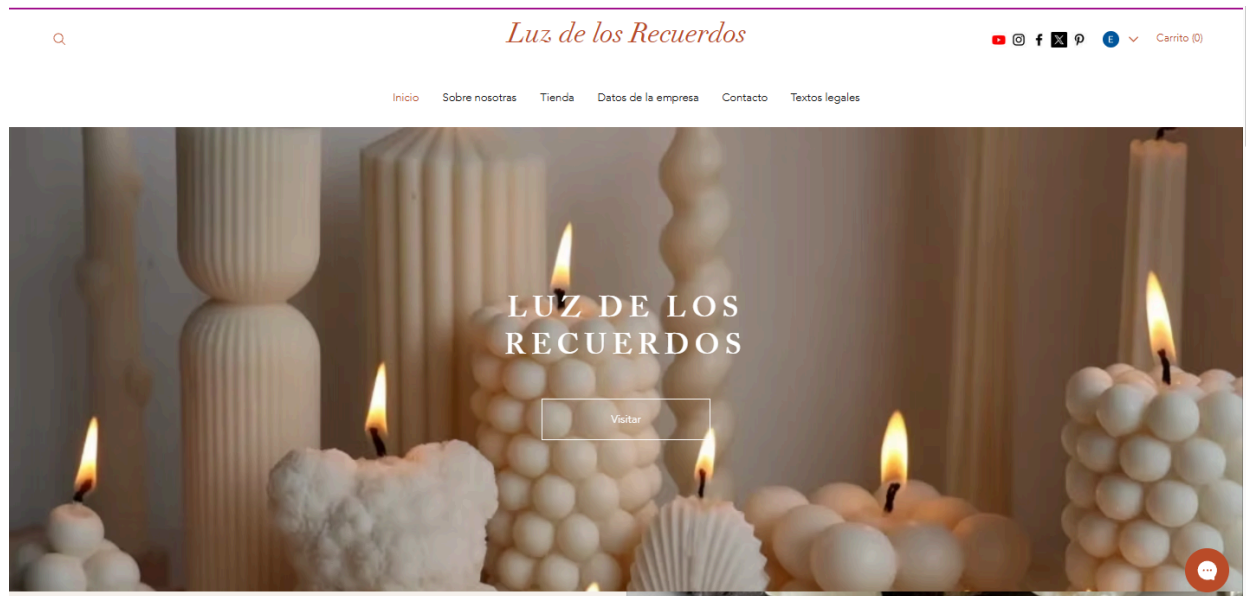 Luz de los Recuerdos
E
Carrito (0)
Inicio Sobre nosotras Tienda Datos de la empresa Contacto Textos legales
LUZ DE LOS
RECUERDOS
Visitar